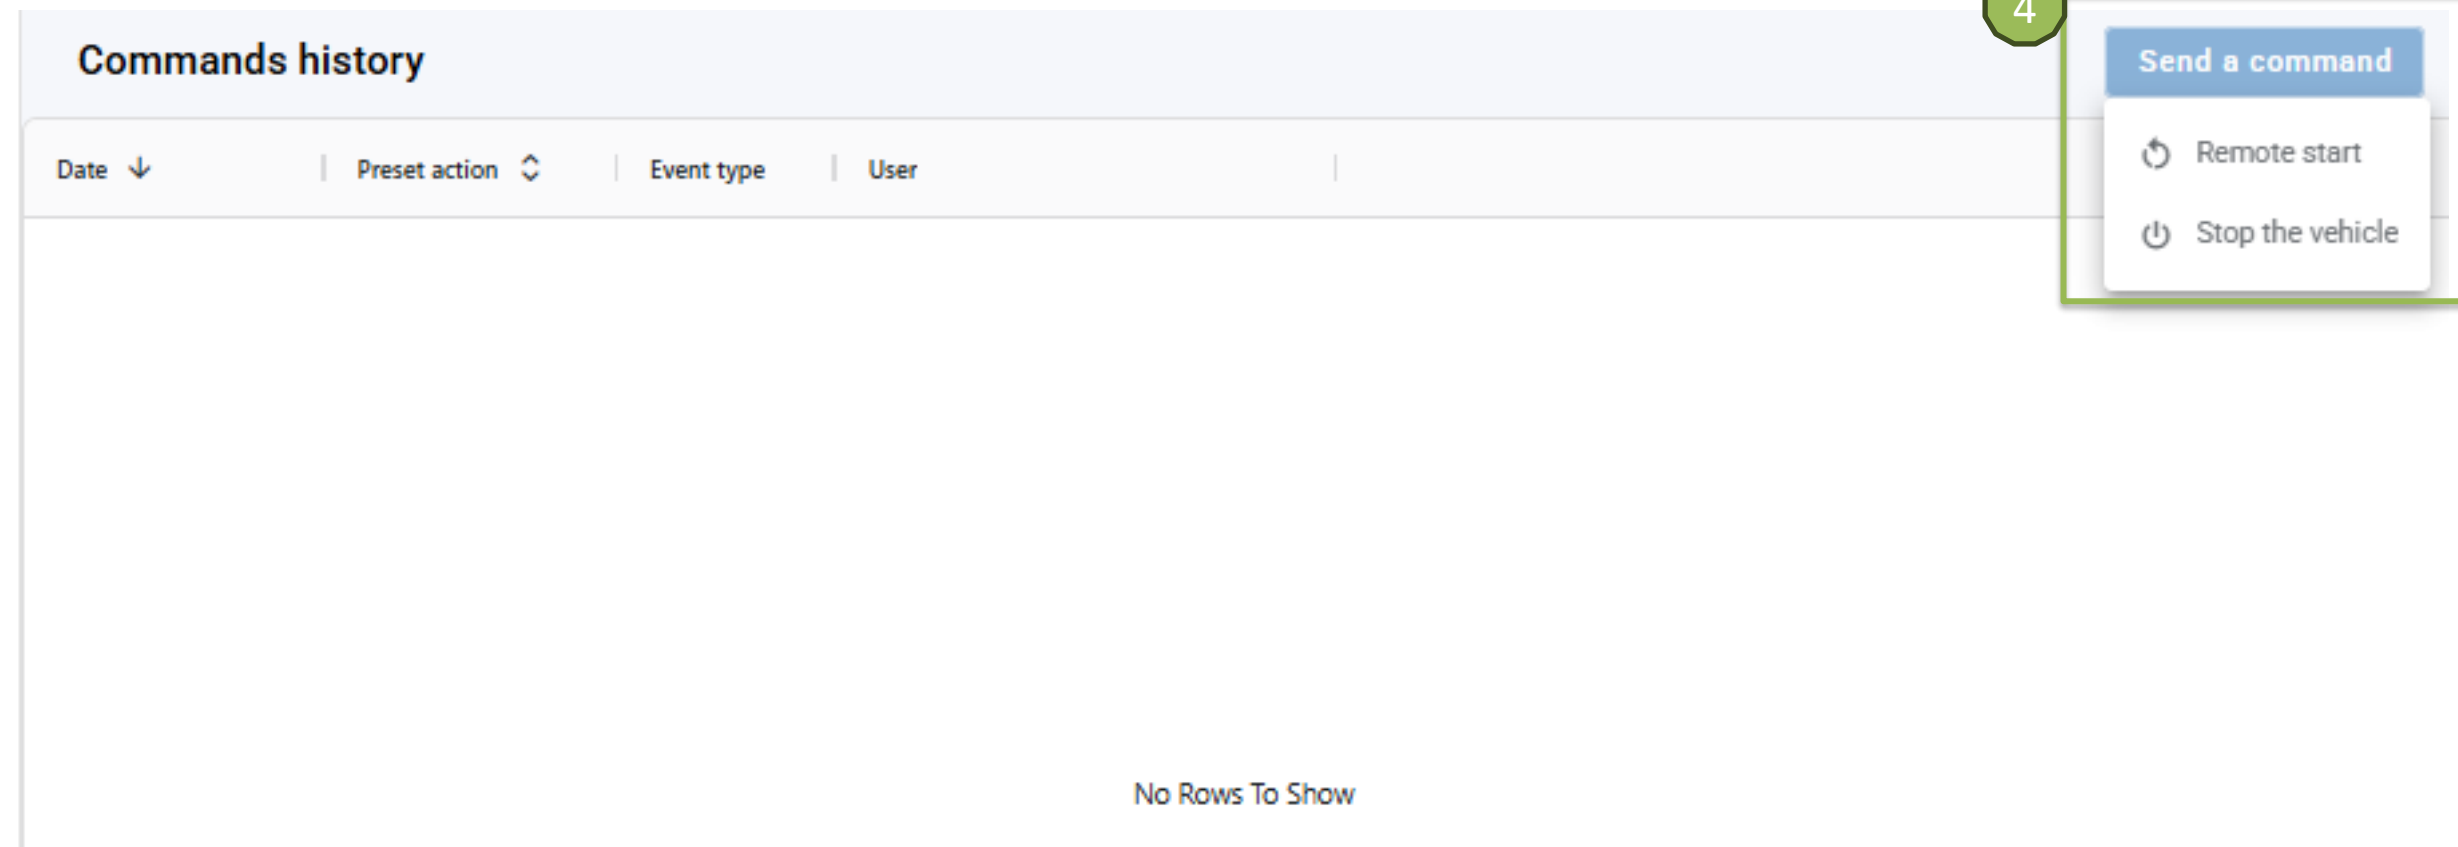 4
Commands history
Send a command
Date
Preset action
Event type
User
Remote start
Stop the vehicle
No Rows To Show